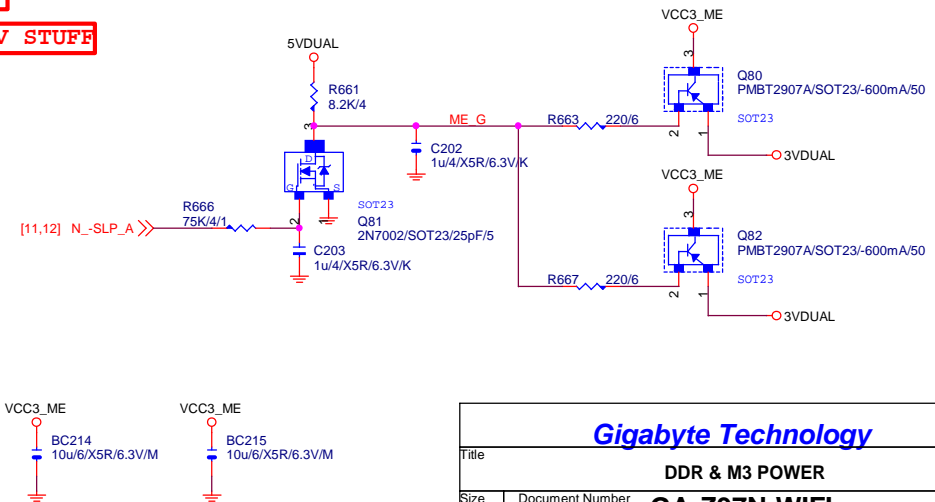 V STUFF
5VDUAL
R661
8.2K/4
3
D
G
S
ME_G
C202
1u/4/X5R/6.3V/K
SOT23
Q81
2N7002/SOT23/25pF/5
2
1
[11,12] N_-SLP_A
R666
75K/4/1
C203
1u/4/X5R/6.3V/K
R663
220/6
VCC3_ME
3
Q80
PMBT2907A/SOT23/-600mA/50
SOT23
2
1
3VDUAL
VCC3_ME
3
Q82
PMBT2907A/SOT23/-600mA/50
SOT23
R667
220/6
2
1
3VDUAL
VCC3_ME
BC214
10u/6/X5R/6.3V/M
VCC3_ME
BC215
10u/6/X5R/6.3V/M
Gigabyte Technology
Title
DDR & M3 POWER
Size
Document Number